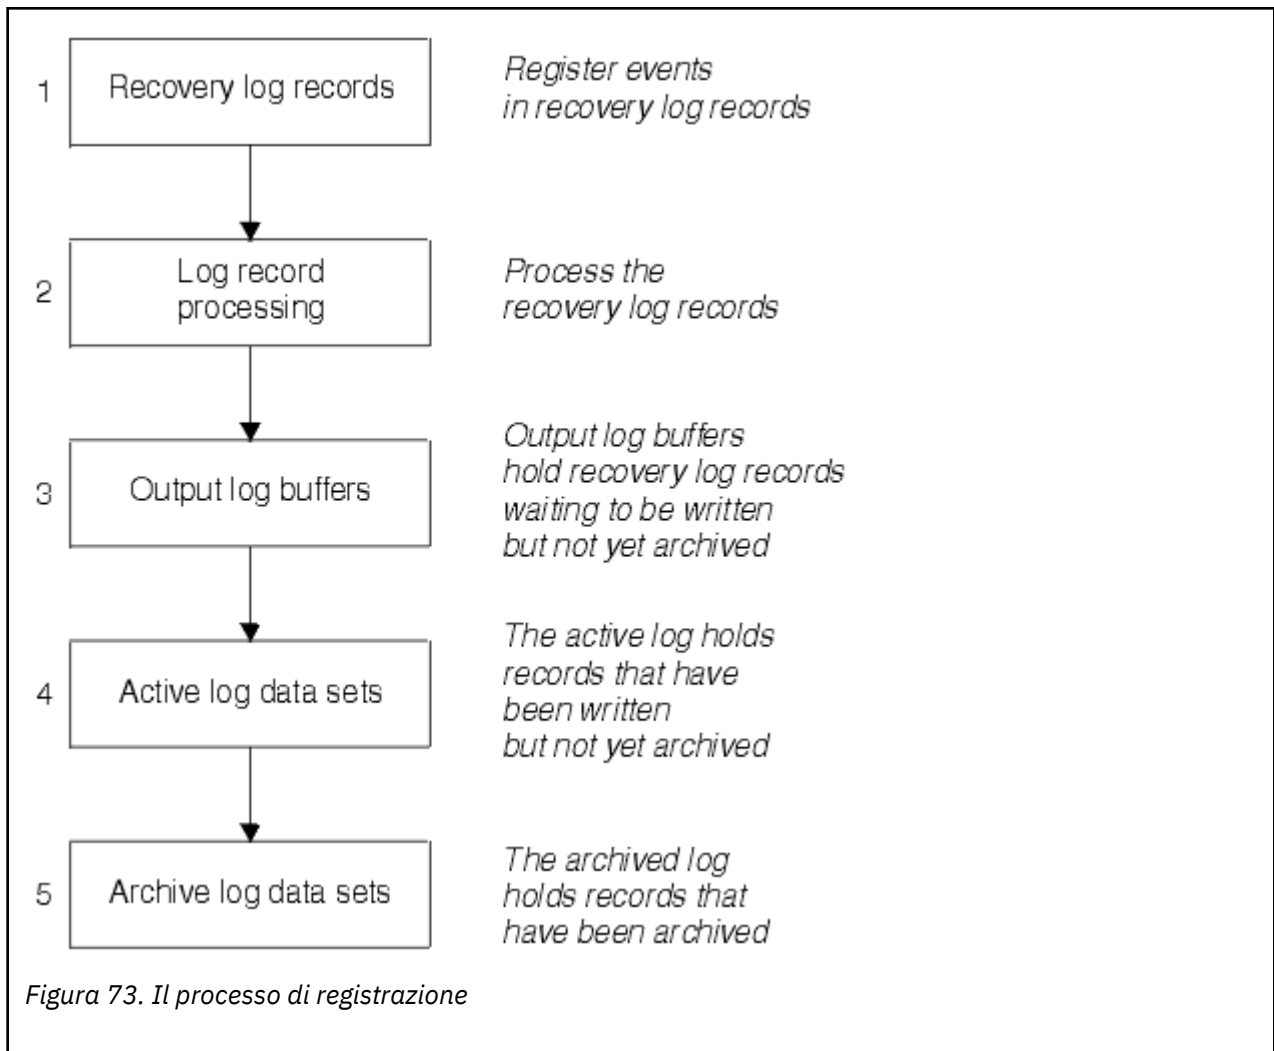 1
Recovery log records
Register events
in recovery log records
2
Log record
processing
Process the
recovery log records
3
Output log buffers
Output log buffers
hold recovery log records
waiting to be written
but not yet archived
4
Active log data sets
The active log holds
records that have
been written
but not yet archived
5
Archive log data sets
The archived log
holds records that
have been archived
Figura 73. Il processo di registrazione